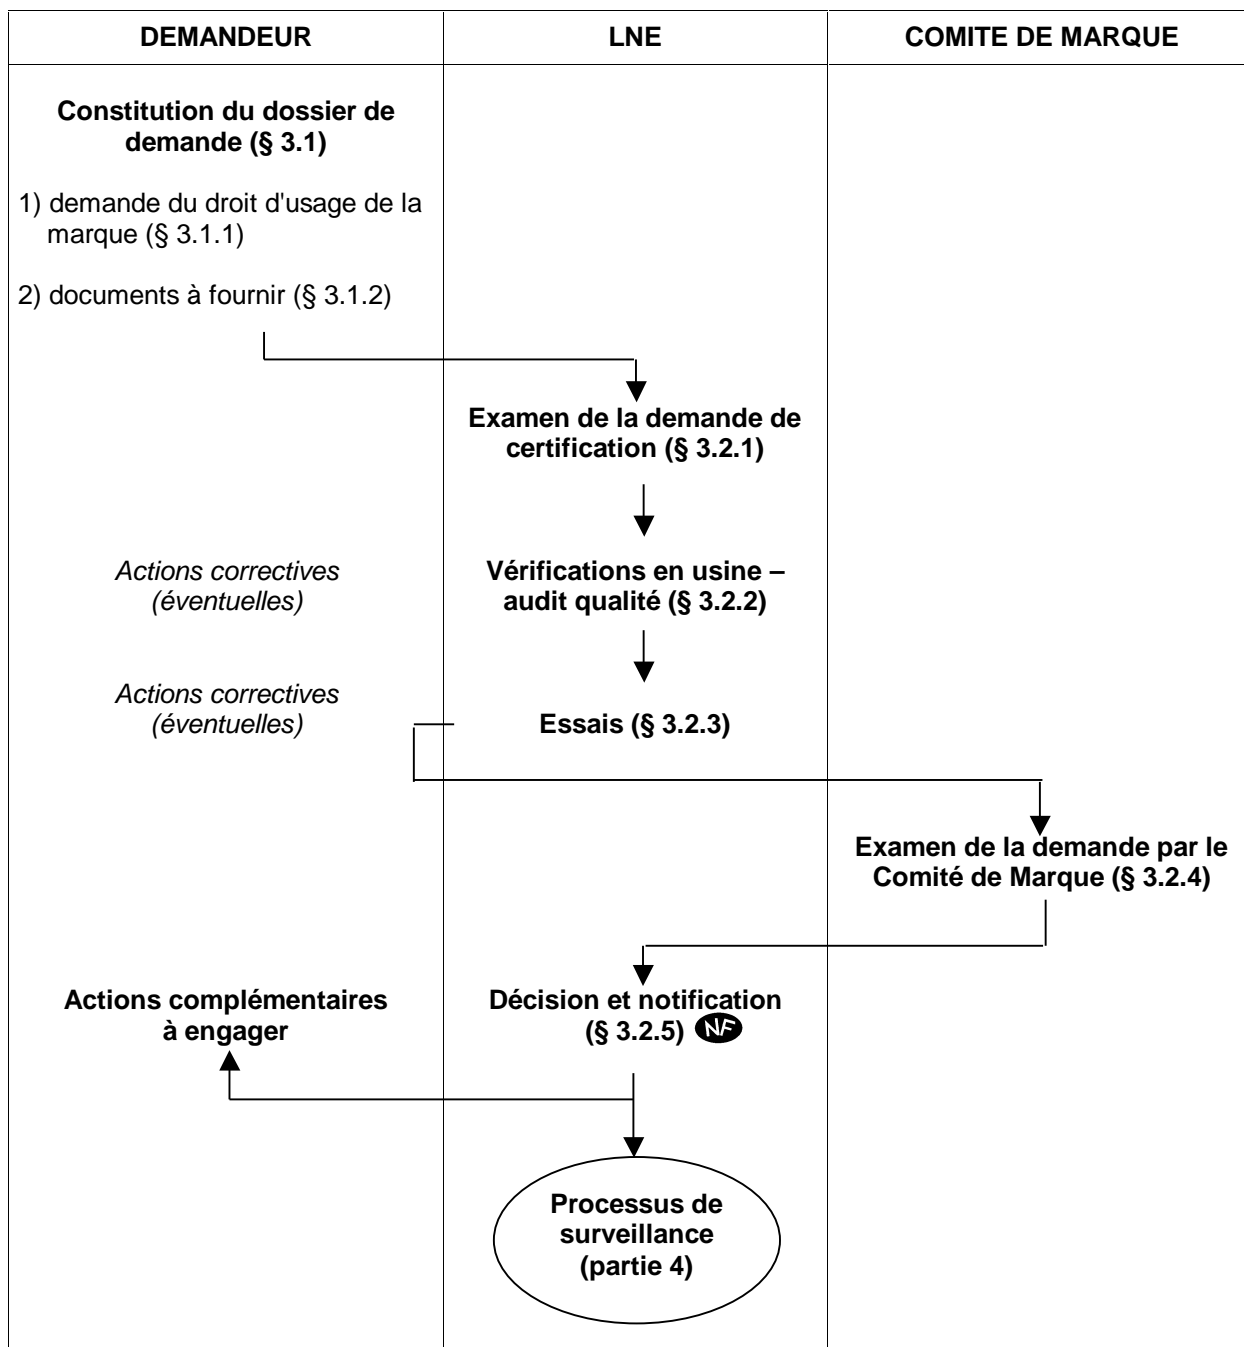 DEMANDEUR
LNE
COMITE DE MARQUE
Constitution du dossier de
demande (§ 3.1)
1) demande du droit d'usage de la
marque (§ 3.1.1)
2) documents à fournir (§ 3.1.2)
Examen de la demande de
certification (§ 3.2.1)
Actions correctives
(éventuelles)
Vérifications en usine –
audit qualité (§ 3.2.2)
Actions correctives
(éventuelles)
Essais (§ 3.2.3)
Examen de la demande par le
Comité de Marque (§ 3.2.4)
Actions complémentaires
à engager
Décision et notification
(§ 3.2.5) NF
Processus de
surveillance
(partie 4)